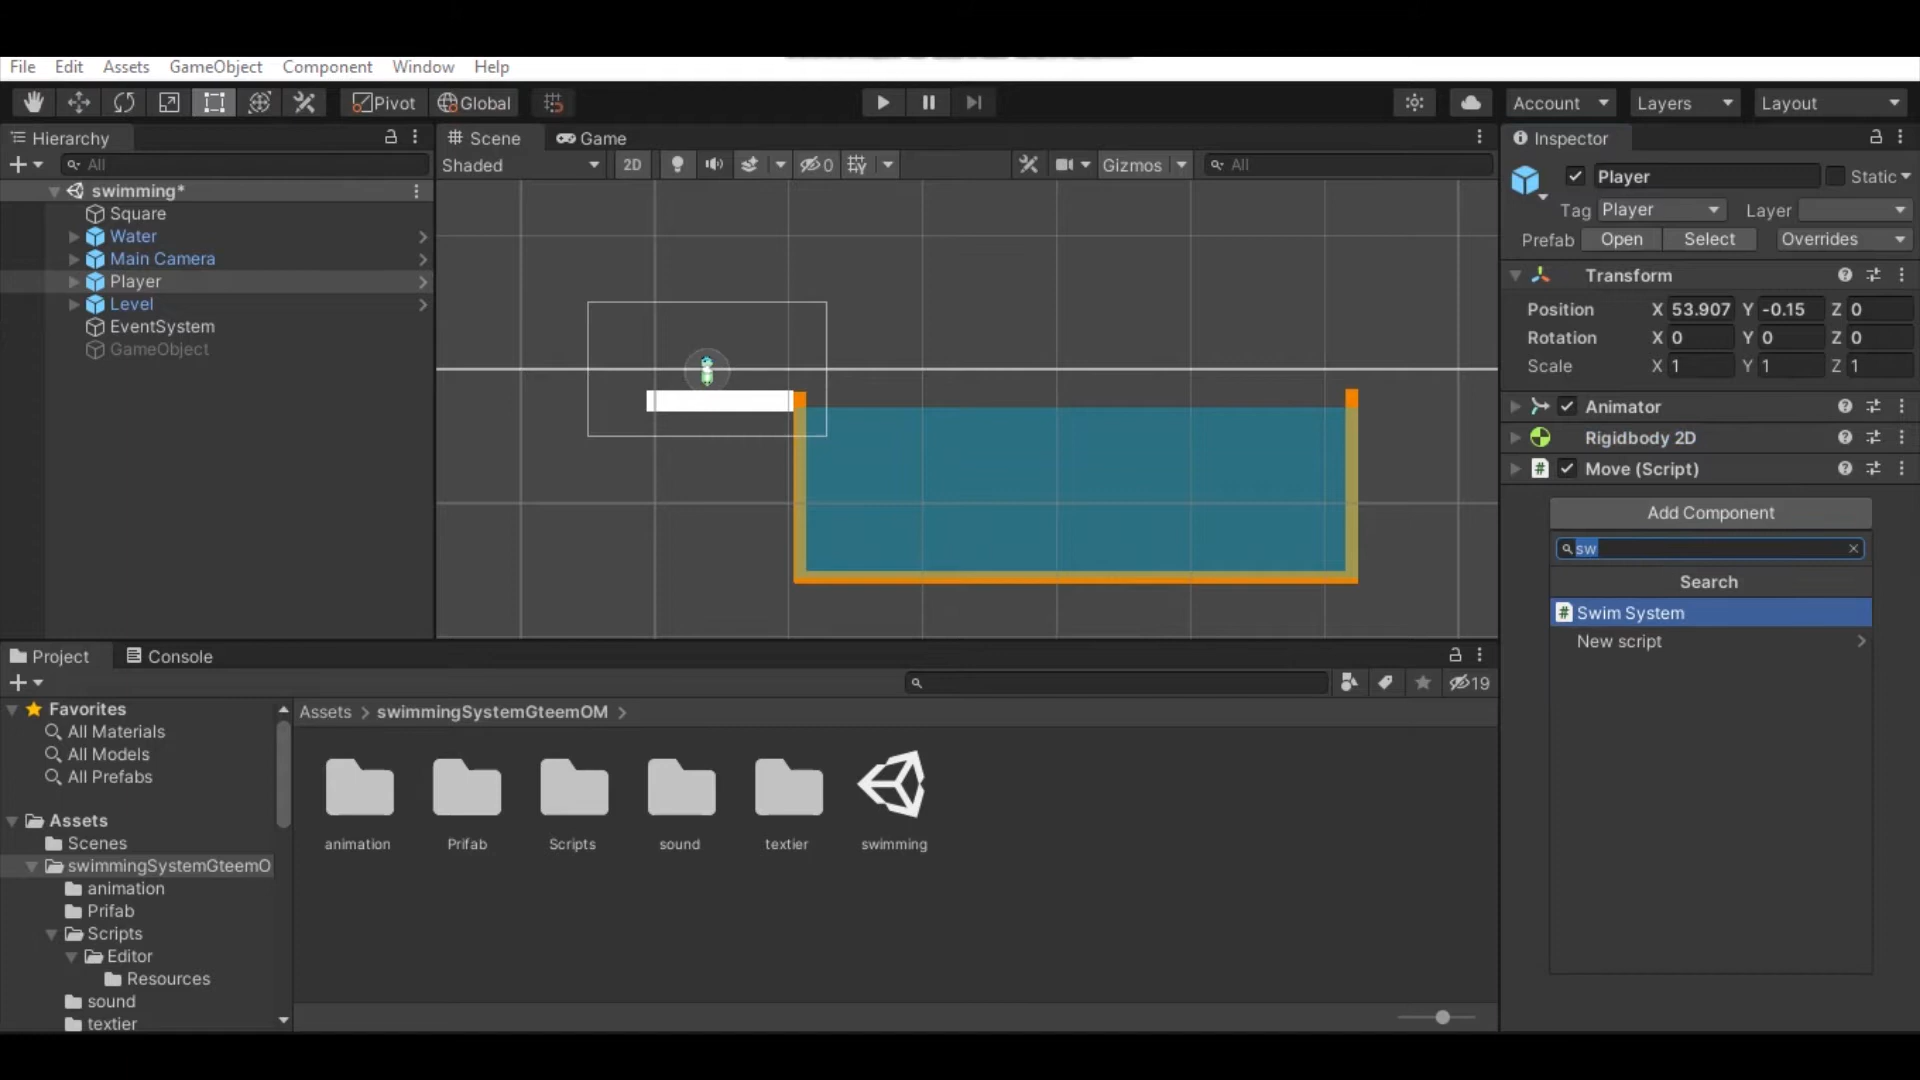 File Edit Assets GameObject Component Window Help
Pivot Global Account Layers Layout
Hierarchy
All
swimming*
Square
Water
Main Camera
Player
Level
EventSystem
GameObject
Scene Game
Shaded 2D 0 Gizmos All
Inspector
Player Static
Tag Player Layer
Prefab Open Select Overrides
Transform
Position X 53.907 Y -0.15 Z 0
Rotation X 0 Y 0 Z 0
Scale X 1 Y 1 Z 1
Animator
Rigidbody 2D
# Move (Script)
Add Component
sw
Search
# Swim System
New script
Project Console
19
Favorites
All Materials
All Models
All Prefabs
Assets
Scenes
swimmingSystemGteemO
animation
Prifab
Scripts
Editor
Resources
sound
textier
Assets > swimmingSystemGteemOM >
animation Prifab Scripts sound textier swimming